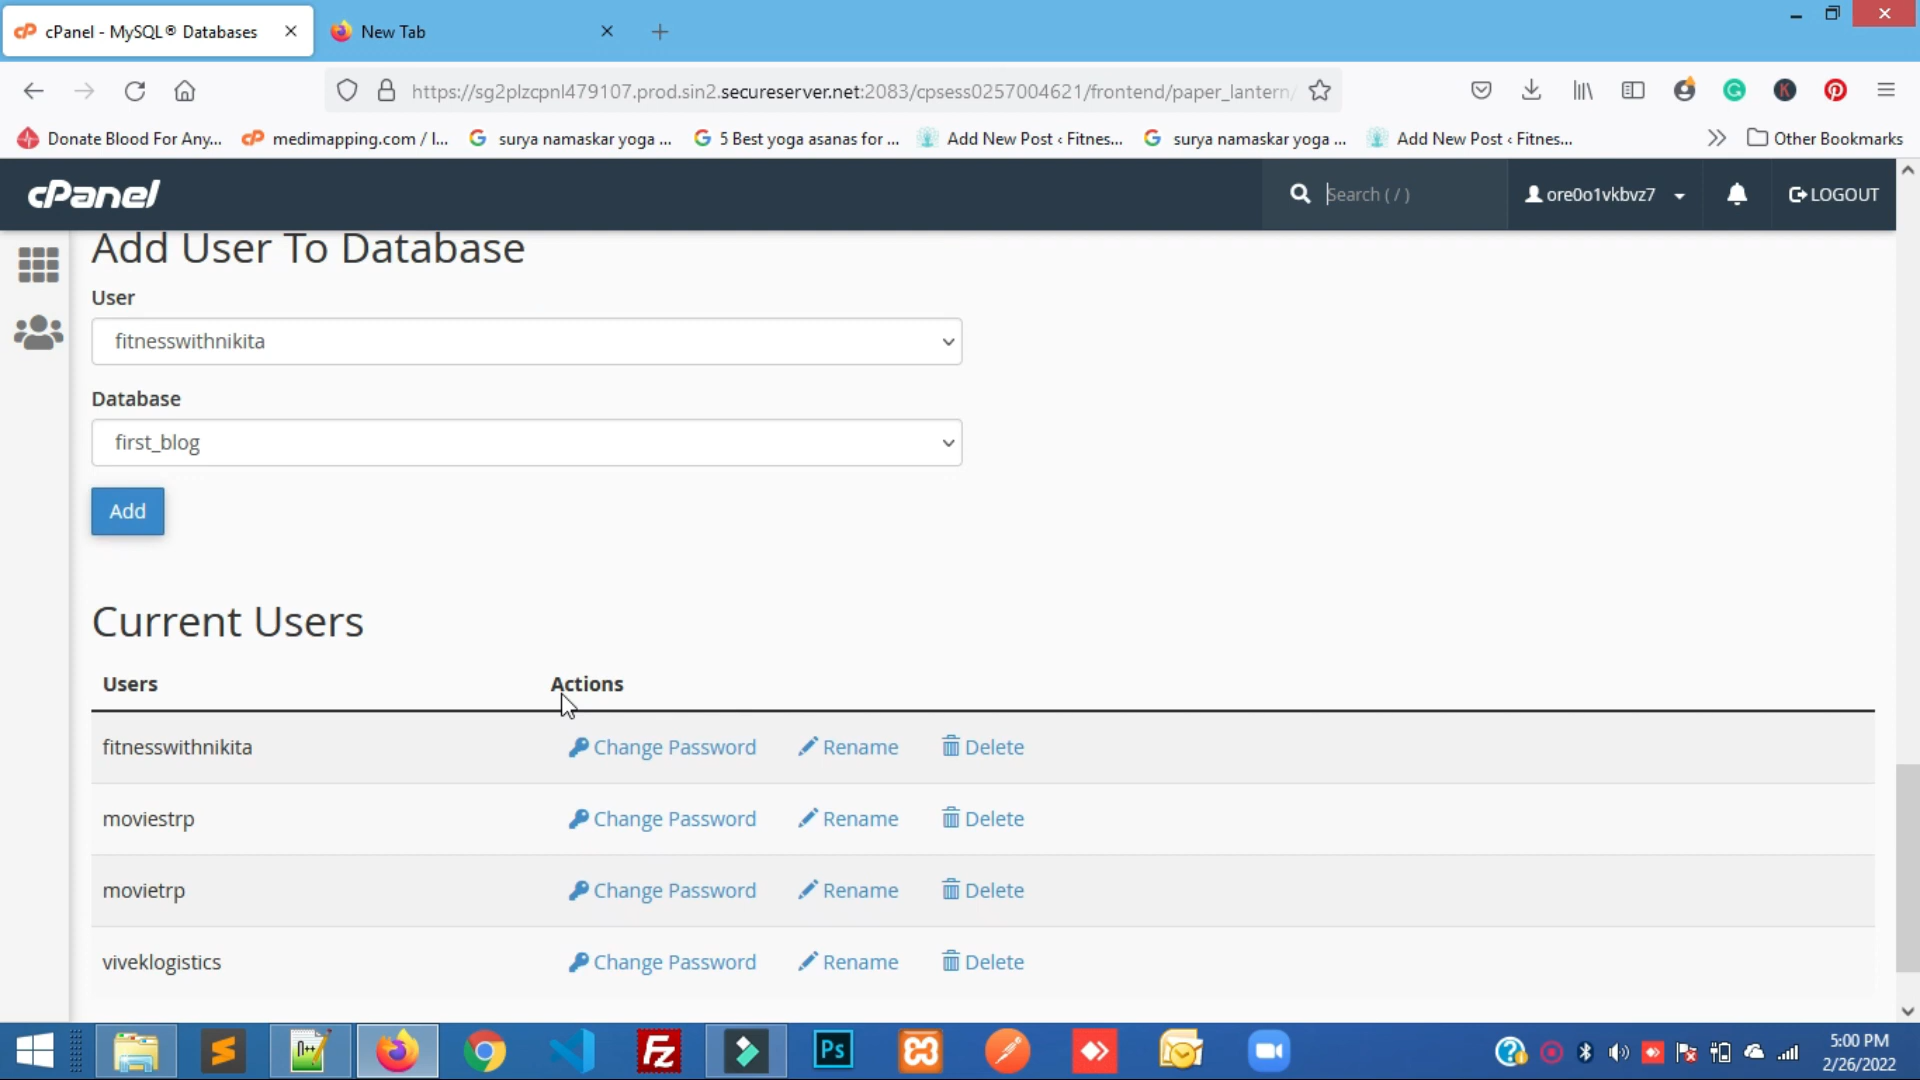 cPanel - MySQL® Databases
New Tab
https://sg2plzcpnl479107.prod.sin2.secureserver.net:2083/cpsess0257004621/frontend/paper_lantern/
Donate Blood For Any...
medimapping.com / l...
surya namaskar yoga ...
5 Best yoga asanas for ...
Add New Post ‹ Fitnes...
surya namaskar yoga ...
Add New Post ‹ Fitnes...
Other Bookmarks
cPanel
Search ( / )
ore0o1vkbvz7
LOGOUT
Add User To Database
User
fitnesswithnikita
Database
first_blog
Add
Current Users
Users Actions
fitnesswithnikita Change Password Rename Delete
moviestrp Change Password Rename Delete
movietrp Change Password Rename Delete
viveklogistics Change Password Rename Delete
5:00 PM
2/26/2022